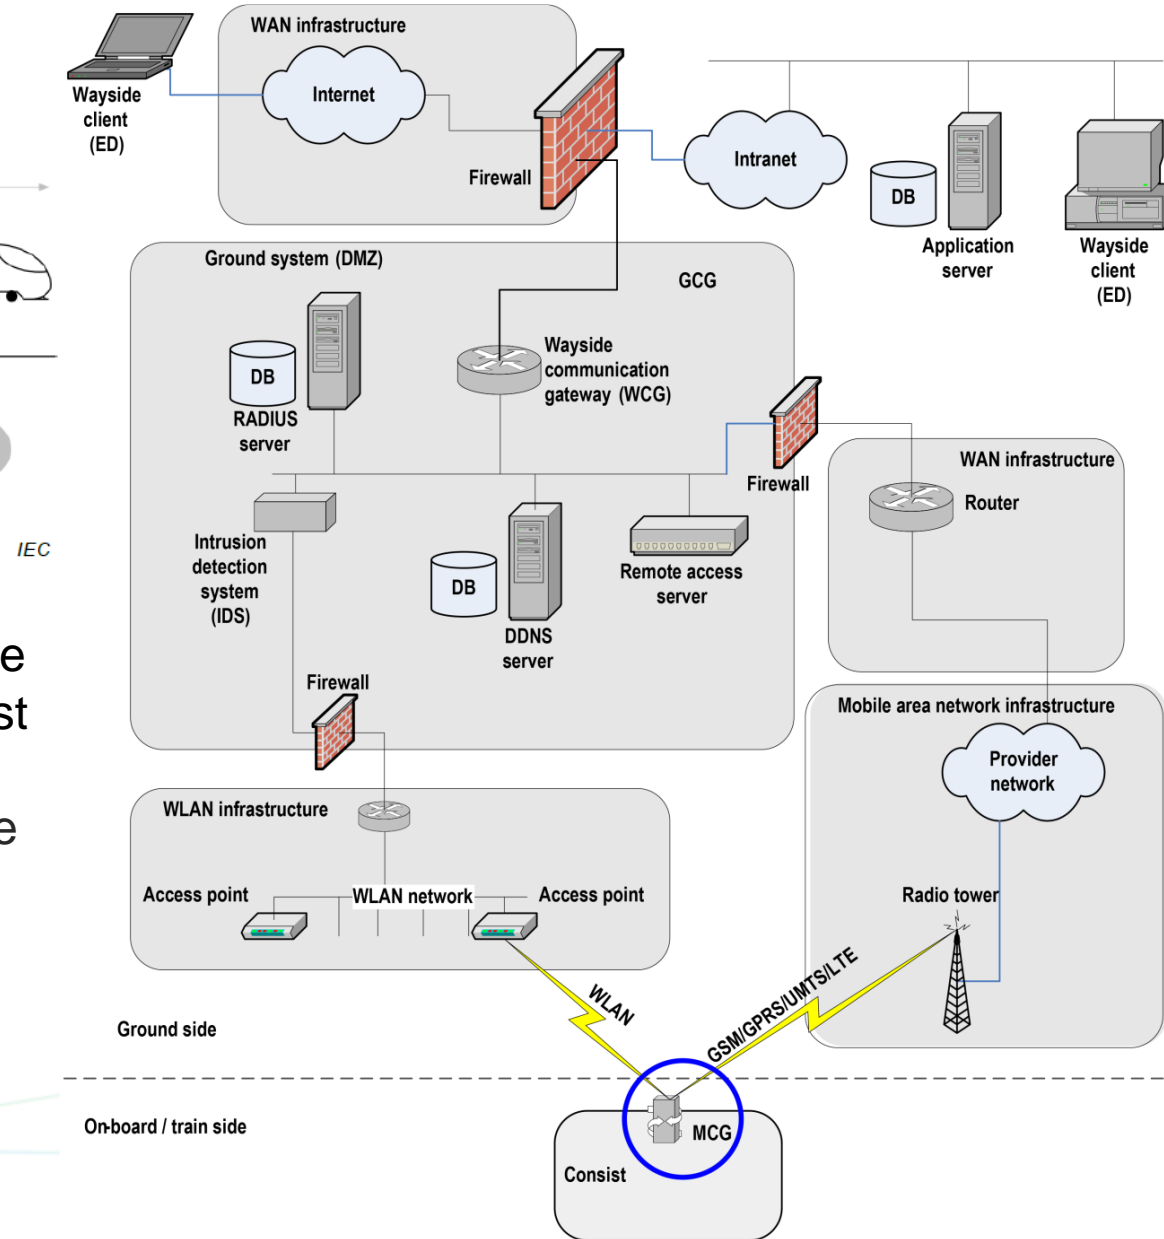 WAN infrastructure
Wayside
client
(ED)
Internet
Firewall
Intranet
DB
Application
server
Wayside
client
(ED)
Ground system (DMZ)
GCG
DB
RADIUS
server
Wayside
communication
gateway (WCG)
Firewall
WAN infrastructure
Router
IEC
Intrusion
detection
system
(IDS)
DB
DDNS
server
Remote access
server
e
st
e
Firewall
Mobile area network infrastructure
Provider
network
WLAN infrastructure
Access point
WLAN network
Access point
Radio tower
WLAN
GSM/GPRS/UMTS/LTE
Ground side
On-board / train side
MCG
Consist